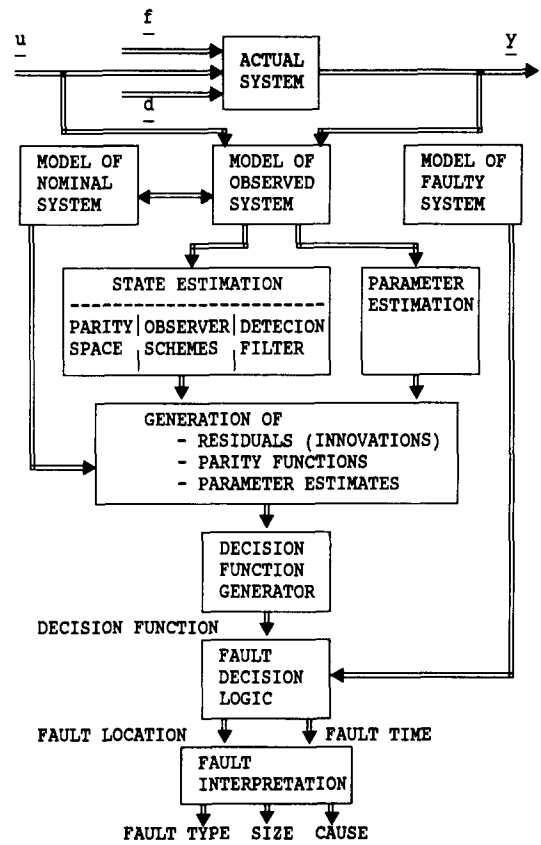 f
u
y
ACTUAL
SYSTEM
d
MODEL OF
NOMINAL
SYSTEM
MODEL OF
OBSERVED
SYSTEM
MODEL OF
FAULTY
SYSTEM
STATE ESTIMATION
PARITY OBSERVER DETECION
SPACE SCHEMES FILTER
PARAMETER
ESTIMATION
GENERATION OF
- RESIDUALS (INNOVATIONS)
- PARITY FUNCTIONS
- PARAMETER ESTIMATES
DECISION
FUNCTION
GENERATOR
DECISION FUNCTION
FAULT
DECISION
LOGIC
FAULT LOCATION
FAULT TIME
FAULT
INTERPRETATION
FAULT TYPE SIZE CAUSE